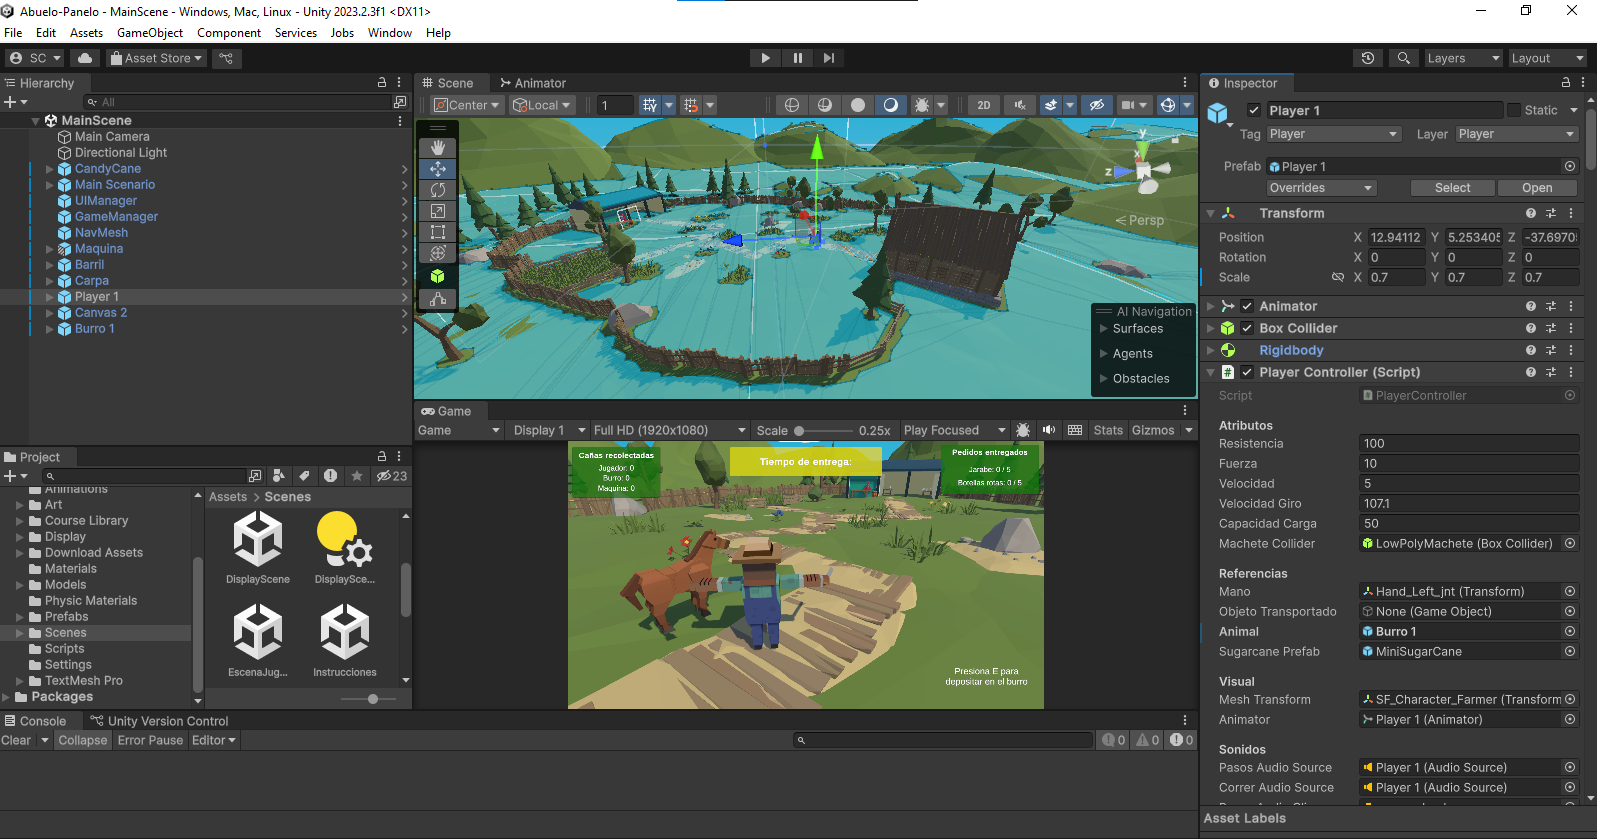 Abuelo-Panelo - MainScene - Windows, Mac, Linux - Unity 2023.2.3f1 <DX11>
File Edit Assets GameObject Component Services Jobs Window Help
SC Asset Store Layers Layout
Hierarchy
All
MainScene
Main Camera
Directional Light
CandyCane
Main Scenario
UIManager
GameManager
NavMesh
Maquina
Barril
Carpa
Player 1
Canvas 2
Burro 1
Scene Animator
Center Local 1 2D
y
x
z
Persp
AI Navigation
Surfaces
Agents
Obstacles
Game
Game Display 1 Full HD (1920x1080) Scale 0.25x Play Focused Stats Gizmos
Cañas recolectadas
Jugador: 0
Burro: 0
Maquina: 0
Tiempo de entrega:
Pedidos entregados
Jarabe: 0 / 5
Botellas rotas: 0 / 5
Presiona E para
depositar en el burro
Project
23
Animations
Art
Course Library
Display
Download Assets
Materials
Models
Physic Materials
Prefabs
Scenes
Scripts
Settings
TextMesh Pro
Packages
Assets > Scenes
DisplayScene
DisplaySce...
EscenaJug...
Instrucciones
Console Unity Version Control
Clear Collapse Error Pause Editor
0 0 0
Inspector
Player 1 Static
Tag Player Layer Player
Prefab Player 1
Overrides Select Open
Transform
Position X 12.94112 Y 5.253405 Z -37.6970
Rotation X 0 Y 0 Z 0
Scale X 0.7 Y 0.7 Z 0.7
Animator
Box Collider
Rigidbody
# Player Controller (Script)
Script PlayerController
Atributos
Resistencia 100
Fuerza 10
Velocidad 5
Velocidad Giro 107.1
Capacidad Carga 50
Machete Collider LowPolyMachete (Box Collider)
Referencias
Mano Hand_Left_jnt (Transform)
Objeto Transportado None (Game Object)
Animal Burro 1
Sugarcane Prefab MiniSugarCane
Visual
Mesh Transform SF_Character_Farmer (Transform
Animator Player 1 (Animator)
Sonidos
Pasos Audio Source Player 1 (Audio Source)
Correr Audio Source Player 1 (Audio Source)
Asset Labels